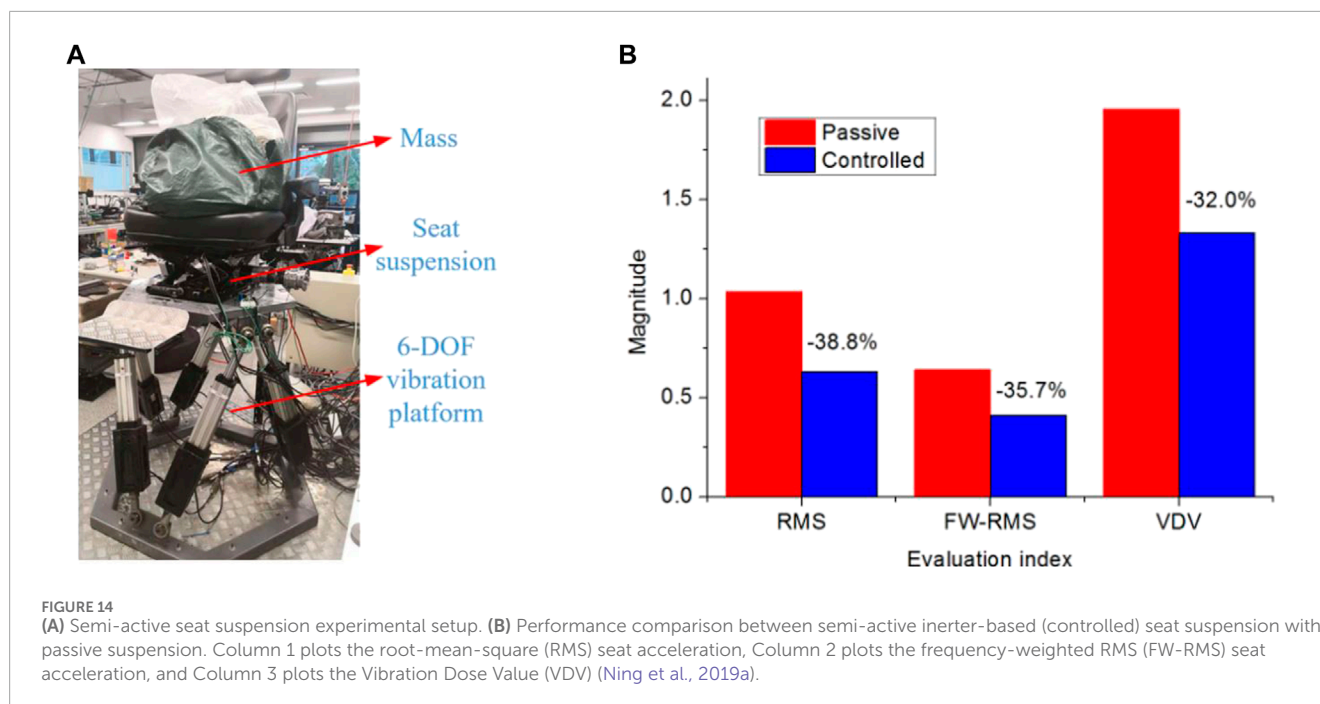 A
Mass
Seat
suspension
6-DOF
vibration
platform
B
2.0
1.5
1.0
0.5
0.0
Magnitude
Passive
Controlled
-38.8%
-35.7%
-32.0%
RMS
FW-RMS
VDV
Evaluation index
FIGURE 14
(A) Semi-active seat suspension experimental setup. (B) Performance comparison between semi-active inerter-based (controlled) seat suspension with
passive suspension. Column 1 plots the root-mean-square (RMS) seat acceleration, Column 2 plots the frequency-weighted RMS (FW-RMS) seat
acceleration, and Column 3 plots the Vibration Dose Value (VDV) (Ning et al., 2019a).